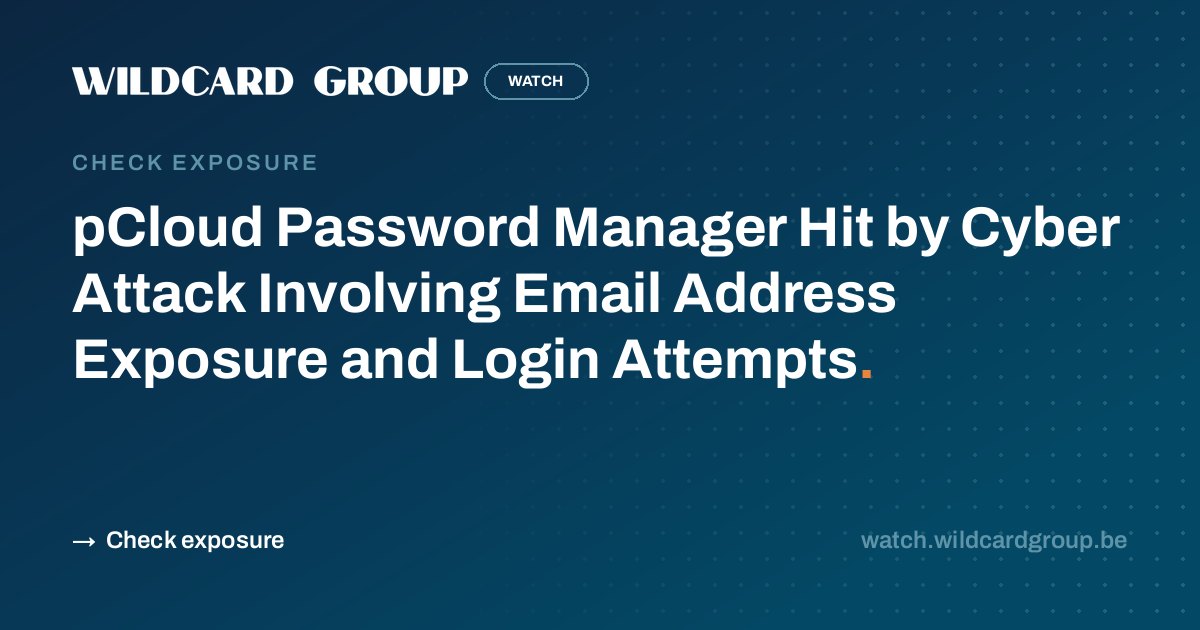 WILDCARD GROUP WATCH
CHECK EXPOSURE
pCloud Password Manager Hit by Cyber
Attack Involving Email Address
Exposure and Login Attempts.
→ Check exposure
watch.wildcardgroup.be